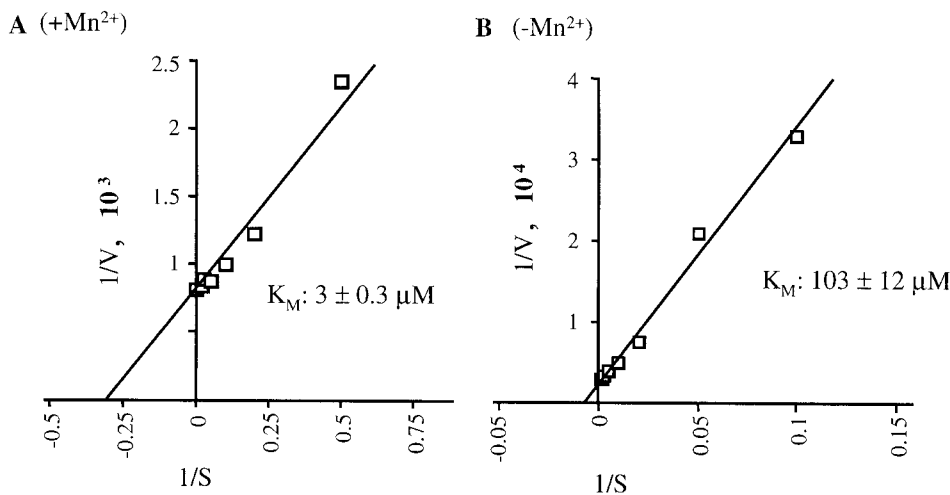 A (+Mn²⁺)
2.5
2
1.5
1
1/V, 10³
K_M: 3 ± 0.3 µM
-0.5
-0.25
0
0.25
0.5
0.75
1/S
B (-Mn²⁺)
4
3
2
1
1/V, 10⁴
K_M: 103 ± 12 µM
-0.05
0
0.05
0.1
0.15
1/S